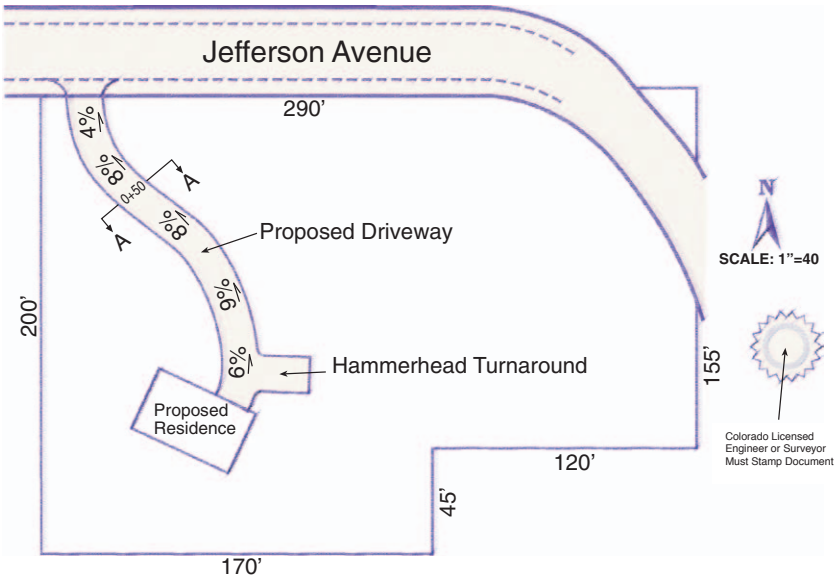 Jefferson Avenue
290'
4%
8%
0+50
A
A
8%
Proposed Driveway
N
SCALE: 1"=40
9%
200'
6%
Hammerhead Turnaround
155'
Proposed
Residence
Colorado Licensed
Engineer or Surveyor
Must Stamp Document
120'
45'
170'